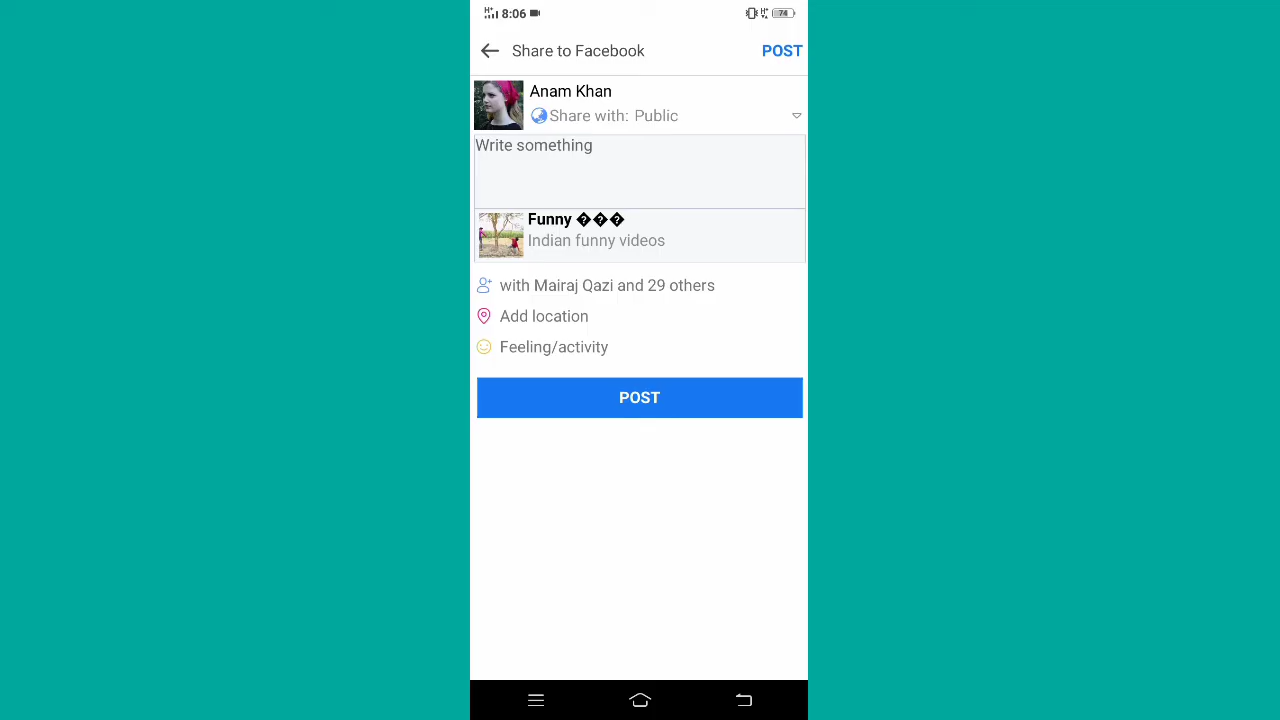 H+ 8:06 H+ 74
Share to Facebook POST
Anam Khan
Share with: Public
Write something
Funny ���
Indian funny videos
with Mairaj Qazi and 29 others
Add location
Feeling/activity
POST